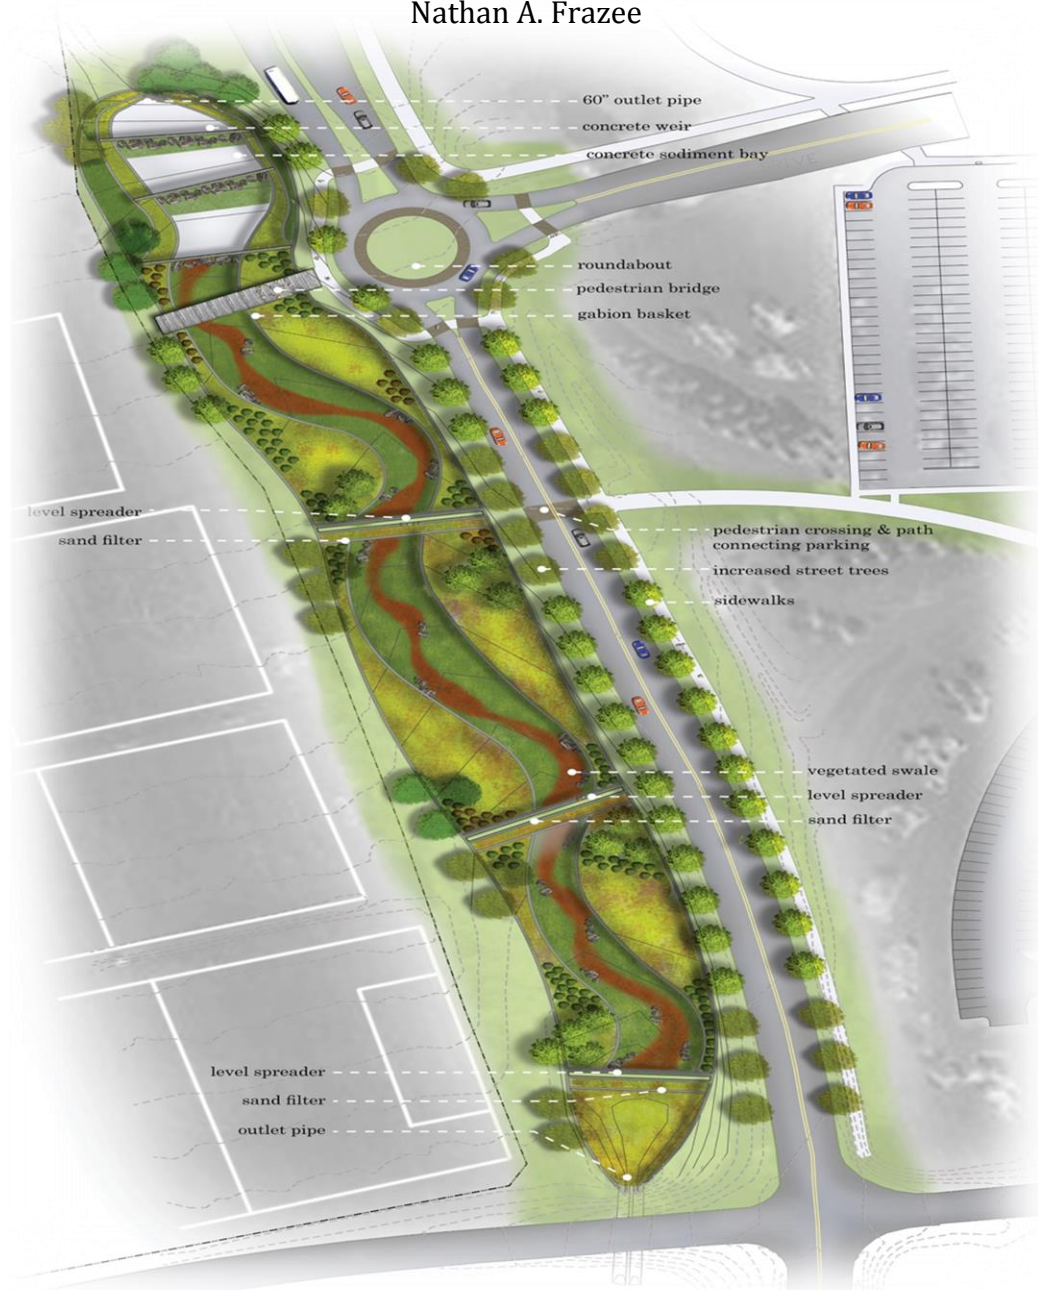 Nathan A. Frazee
60" outlet pipe
concrete weir
concrete sediment bay
roundabout
pedestrian bridge
gabion basket
level spreader
sand filter
pedestrian crossing & path
connecting parking
increased street trees
sidewalks
vegetated swale
level spreader
sand filter
level spreader
sand filter
outlet pipe